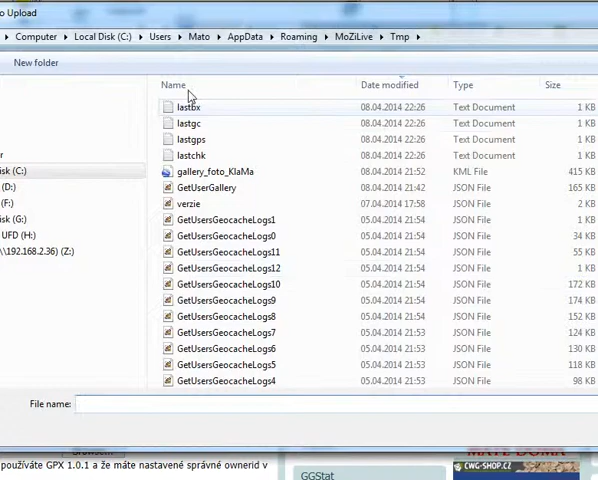 o Upload
Computer Local Disk (C:) Users Mato AppData Roaming MoZiLive Tmp
New folder
Name Date modified Type Size
lastbx 08.04.2014 22:26 Text Document 1 KB
lastgc 08.04.2014 22:26 Text Document 1 KB
lastgps 08.04.2014 22:26 Text Document 1 KB
lastchk 08.04.2014 22:26 Text Document 1 KB
gallery_foto_KlaMa 08.04.2014 21:52 KML File 415 KB
GetUserGallery 08.04.2014 21:42 JSON File 165 KB
verzie 07.04.2014 17:58 JSON File 2 KB
GetUsersGeocacheLogs1 05.04.2014 21:54 JSON File 1 KB
GetUsersGeocacheLogs0 05.04.2014 21:54 JSON File 34 KB
GetUsersGeocacheLogs11 05.04.2014 21:54 JSON File 55 KB
GetUsersGeocacheLogs12 05.04.2014 21:54 JSON File 1 KB
GetUsersGeocacheLogs10 05.04.2014 21:54 JSON File 172 KB
GetUsersGeocacheLogs9 05.04.2014 21:54 JSON File 174 KB
GetUsersGeocacheLogs8 05.04.2014 21:54 JSON File 152 KB
GetUsersGeocacheLogs7 05.04.2014 21:53 JSON File 124 KB
GetUsersGeocacheLogs6 05.04.2014 21:53 JSON File 130 KB
GetUsersGeocacheLogs5 05.04.2014 21:53 JSON File 118 KB
GetUsersGeocacheLogs4 05.04.2014 21:53 JSON File 98 KB
r
isk (C:)
(D:)
(F:)
isk (G:)
UFD (H:)
\\192.168.2.36) (Z:)
File name:
používáte GPX 1.0.1 a že máte nastavené správné ownerid v
GGStat
CWG-SHOP.CZ